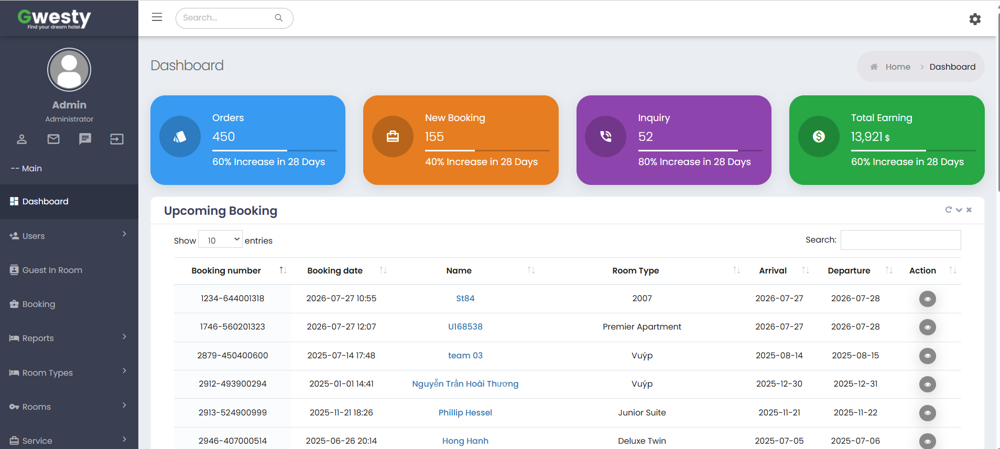 Gwesty
Find your dream hotel
Search...
Admin
Administrator
-- Main
Dashboard
Users
Guest In Room
Booking
Reports
Room Types
Rooms
Service
Dashboard
Home > Dashboard
Orders
450
60% Increase in 28 Days
New Booking
155
40% Increase in 28 Days
Inquiry
52
80% Increase in 28 Days
Total Earning
13,921 $
60% Increase in 28 Days
Upcoming Booking
Show 10 entries
Search:
Booking number Booking date Name Room Type Arrival Departure Action
1234-644001318 2026-07-27 10:55 St84 2007 2026-07-27 2026-07-28
1746-560201323 2026-07-27 12:07 U168538 Premier Apartment 2026-07-27 2026-07-28
2879-450400600 2025-07-14 17:48 team 03 Vuýp 2025-08-14 2025-08-15
2912-493900294 2025-01-01 14:41 Nguyễn Trần Hoài Thương Vuýp 2025-12-30 2025-12-31
2913-524900999 2025-11-21 18:26 Phillip Hessel Junior Suite 2025-11-21 2025-11-22
2946-407000514 2025-06-26 20:14 Hong Hanh Deluxe Twin 2025-07-05 2025-07-06